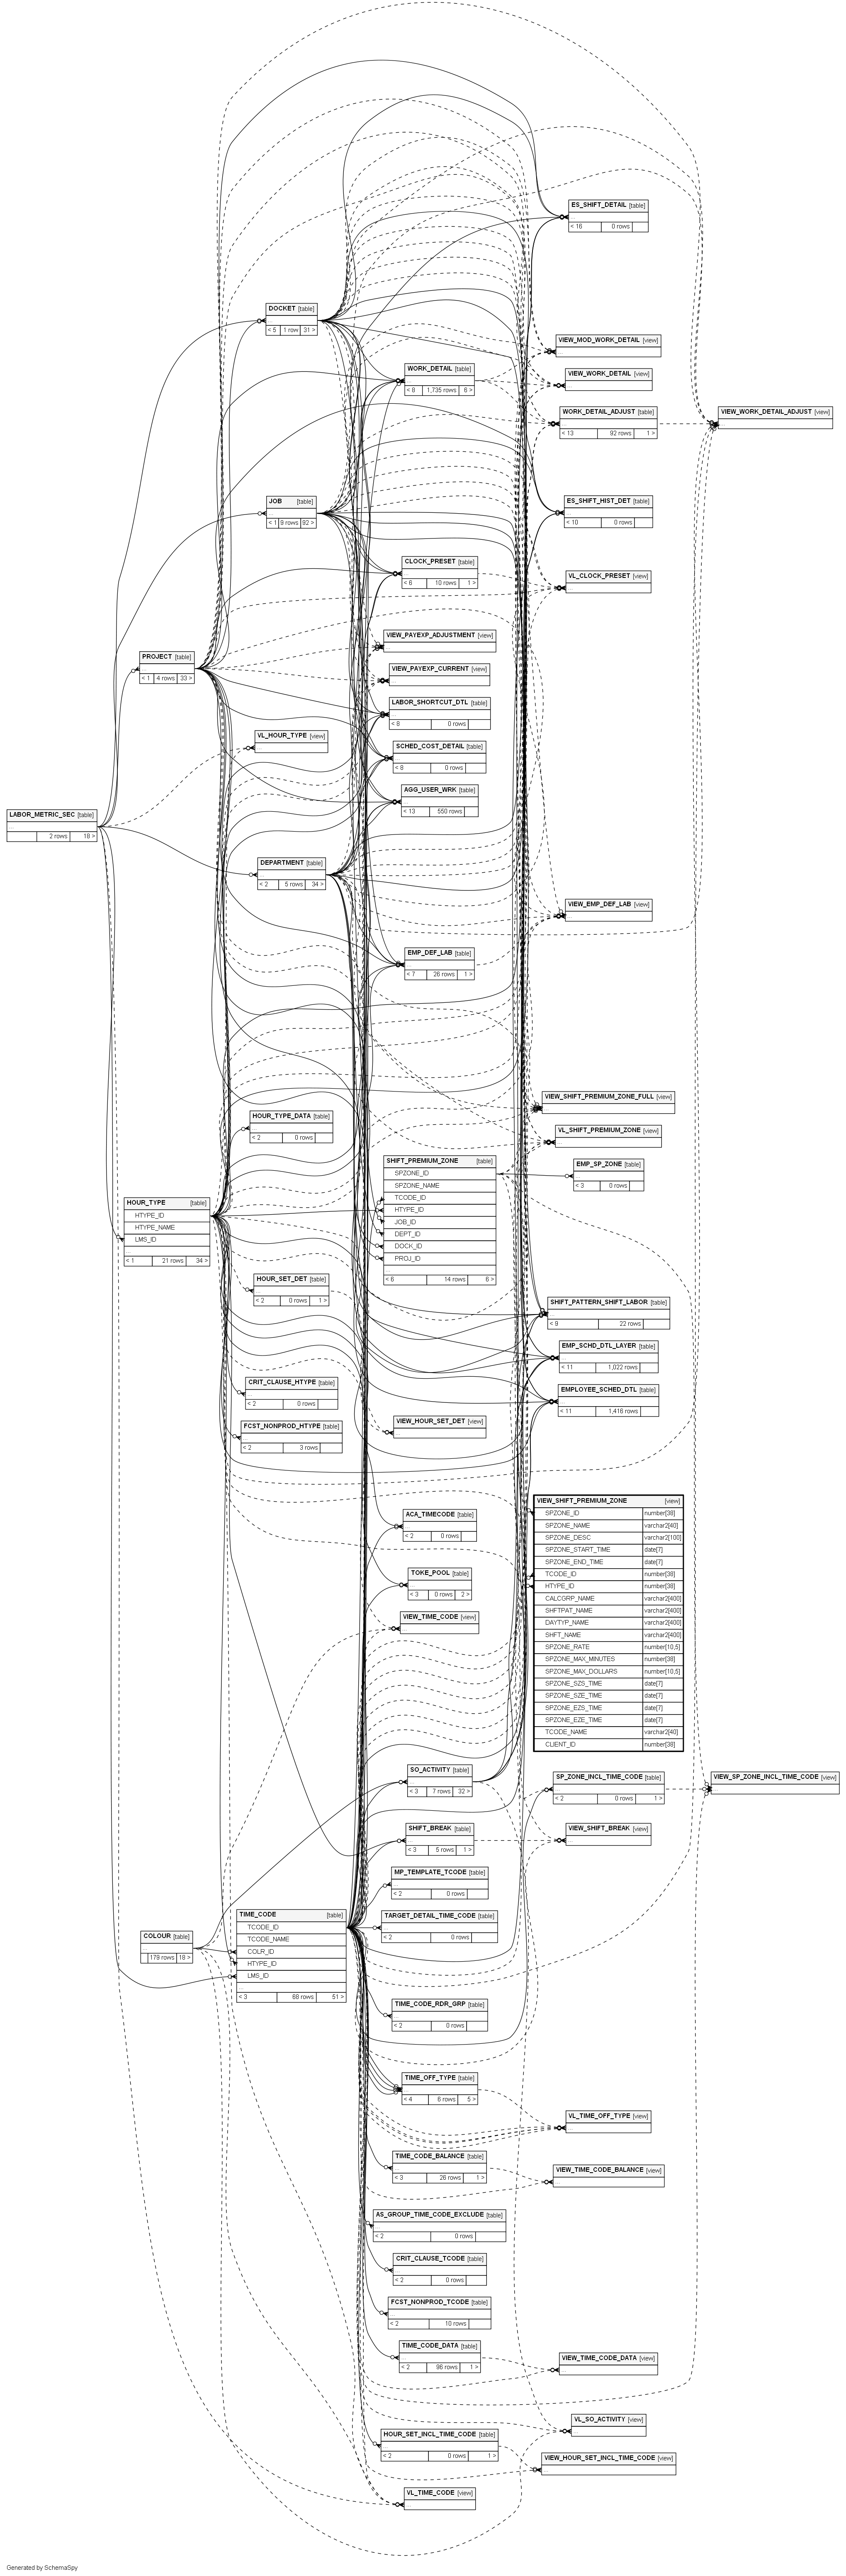 ES_SHIFT_DETAIL [table]
...
< 16 0 rows
DOCKET [table]
...
< 5 1 row 31 >
VIEW_MOD_WORK_DETAIL [view]
...
WORK_DETAIL [table]
...
< 8 1,735 rows 6 >
VIEW_WORK_DETAIL [view]
...
WORK_DETAIL_ADJUST [table]
...
< 13 92 rows 1 >
VIEW_WORK_DETAIL_ADJUST [view]
...
JOB [table]
...
< 1 9 rows 92 >
ES_SHIFT_HIST_DET [table]
...
< 10 0 rows
CLOCK_PRESET [table]
...
< 6 10 rows 1 >
VL_CLOCK_PRESET [view]
...
VIEW_PAYEXP_ADJUSTMENT [view]
...
PROJECT [table]
...
< 1 4 rows 33 >
VIEW_PAYEXP_CURRENT [view]
...
LABOR_SHORTCUT_DTL [table]
...
< 8 0 rows
VL_HOUR_TYPE [view]
...
SCHED_COST_DETAIL [table]
...
< 8 0 rows
AGG_USER_WRK [table]
...
< 13 550 rows
LABOR_METRIC_SEC [table]
...
2 rows 18 >
DEPARTMENT [table]
...
< 2 5 rows 34 >
VIEW_EMP_DEF_LAB [view]
...
EMP_DEF_LAB [table]
...
< 7 26 rows 1 >
VIEW_SHIFT_PREMIUM_ZONE_FULL [view]
...
HOUR_TYPE_DATA [table]
...
< 2 0 rows
VL_SHIFT_PREMIUM_ZONE [view]
...
SHIFT_PREMIUM_ZONE [table]
SPZONE_ID
SPZONE_NAME
TCODE_ID
HTYPE_ID
JOB_ID
DEPT_ID
DOCK_ID
PROJ_ID
...
< 6 14 rows 6 >
EMP_SP_ZONE [table]
...
< 3 0 rows
HOUR_TYPE [table]
HTYPE_ID
HTYPE_NAME
LMS_ID
...
< 1 21 rows 34 >
HOUR_SET_DET [table]
...
< 2 0 rows 1 >
SHIFT_PATTERN_SHIFT_LABOR [table]
...
< 9 22 rows
EMP_SCHD_DTL_LAYER [table]
...
< 11 1,022 rows
CRIT_CLAUSE_HTYPE [table]
...
< 2 0 rows
EMPLOYEE_SCHED_DTL [table]
...
< 11 1,416 rows
FCST_NONPROD_HTYPE [table]
...
< 2 3 rows
VIEW_HOUR_SET_DET [view]
...
VIEW_SHIFT_PREMIUM_ZONE [view]
SPZONE_ID number[38]
SPZONE_NAME varchar2[40]
SPZONE_DESC varchar2[100]
SPZONE_START_TIME date[7]
SPZONE_END_TIME date[7]
TCODE_ID number[38]
HTYPE_ID number[38]
CALCGRP_NAME varchar2[400]
SHFTPAT_NAME varchar2[400]
DAYTYP_NAME varchar2[400]
SHFT_NAME varchar2[400]
SPZONE_RATE number[10,5]
SPZONE_MAX_MINUTES number[38]
SPZONE_MAX_DOLLARS number[10,5]
SPZONE_SZS_TIME date[7]
SPZONE_SZE_TIME date[7]
SPZONE_EZS_TIME date[7]
SPZONE_EZE_TIME date[7]
TCODE_NAME varchar2[40]
CLIENT_ID number[38]
ACA_TIMECODE [table]
...
< 2 0 rows
TOKE_POOL [table]
...
< 3 0 rows 2 >
VIEW_TIME_CODE [view]
...
SO_ACTIVITY [table]
...
< 3 7 rows 32 >
SP_ZONE_INCL_TIME_CODE [table]
...
< 2 0 rows 1 >
VIEW_SP_ZONE_INCL_TIME_CODE [view]
...
SHIFT_BREAK [table]
...
< 3 5 rows 1 >
VIEW_SHIFT_BREAK [view]
...
MP_TEMPLATE_TCODE [table]
...
< 2 0 rows
TIME_CODE [table]
TCODE_ID
TCODE_NAME
COLR_ID
HTYPE_ID
LMS_ID
...
< 3 68 rows 51 >
TARGET_DETAIL_TIME_CODE [table]
...
< 2 0 rows
COLOUR [table]
...
179 rows 18 >
TIME_CODE_RDR_GRP [table]
...
< 2 0 rows
TIME_OFF_TYPE [table]
...
< 4 6 rows 5 >
VL_TIME_OFF_TYPE [view]
...
TIME_CODE_BALANCE [table]
...
< 3 26 rows 1 >
VIEW_TIME_CODE_BALANCE [view]
...
AS_GROUP_TIME_CODE_EXCLUDE [table]
...
< 2 0 rows
CRIT_CLAUSE_TCODE [table]
...
< 2 0 rows
FCST_NONPROD_TCODE [table]
...
< 2 10 rows
TIME_CODE_DATA [table]
...
< 2 96 rows 1 >
VIEW_TIME_CODE_DATA [view]
...
VL_SO_ACTIVITY [view]
...
HOUR_SET_INCL_TIME_CODE [table]
...
< 2 0 rows 1 >
VIEW_HOUR_SET_INCL_TIME_CODE [view]
...
VL_TIME_CODE [view]
...
Generated by SchemaSpy